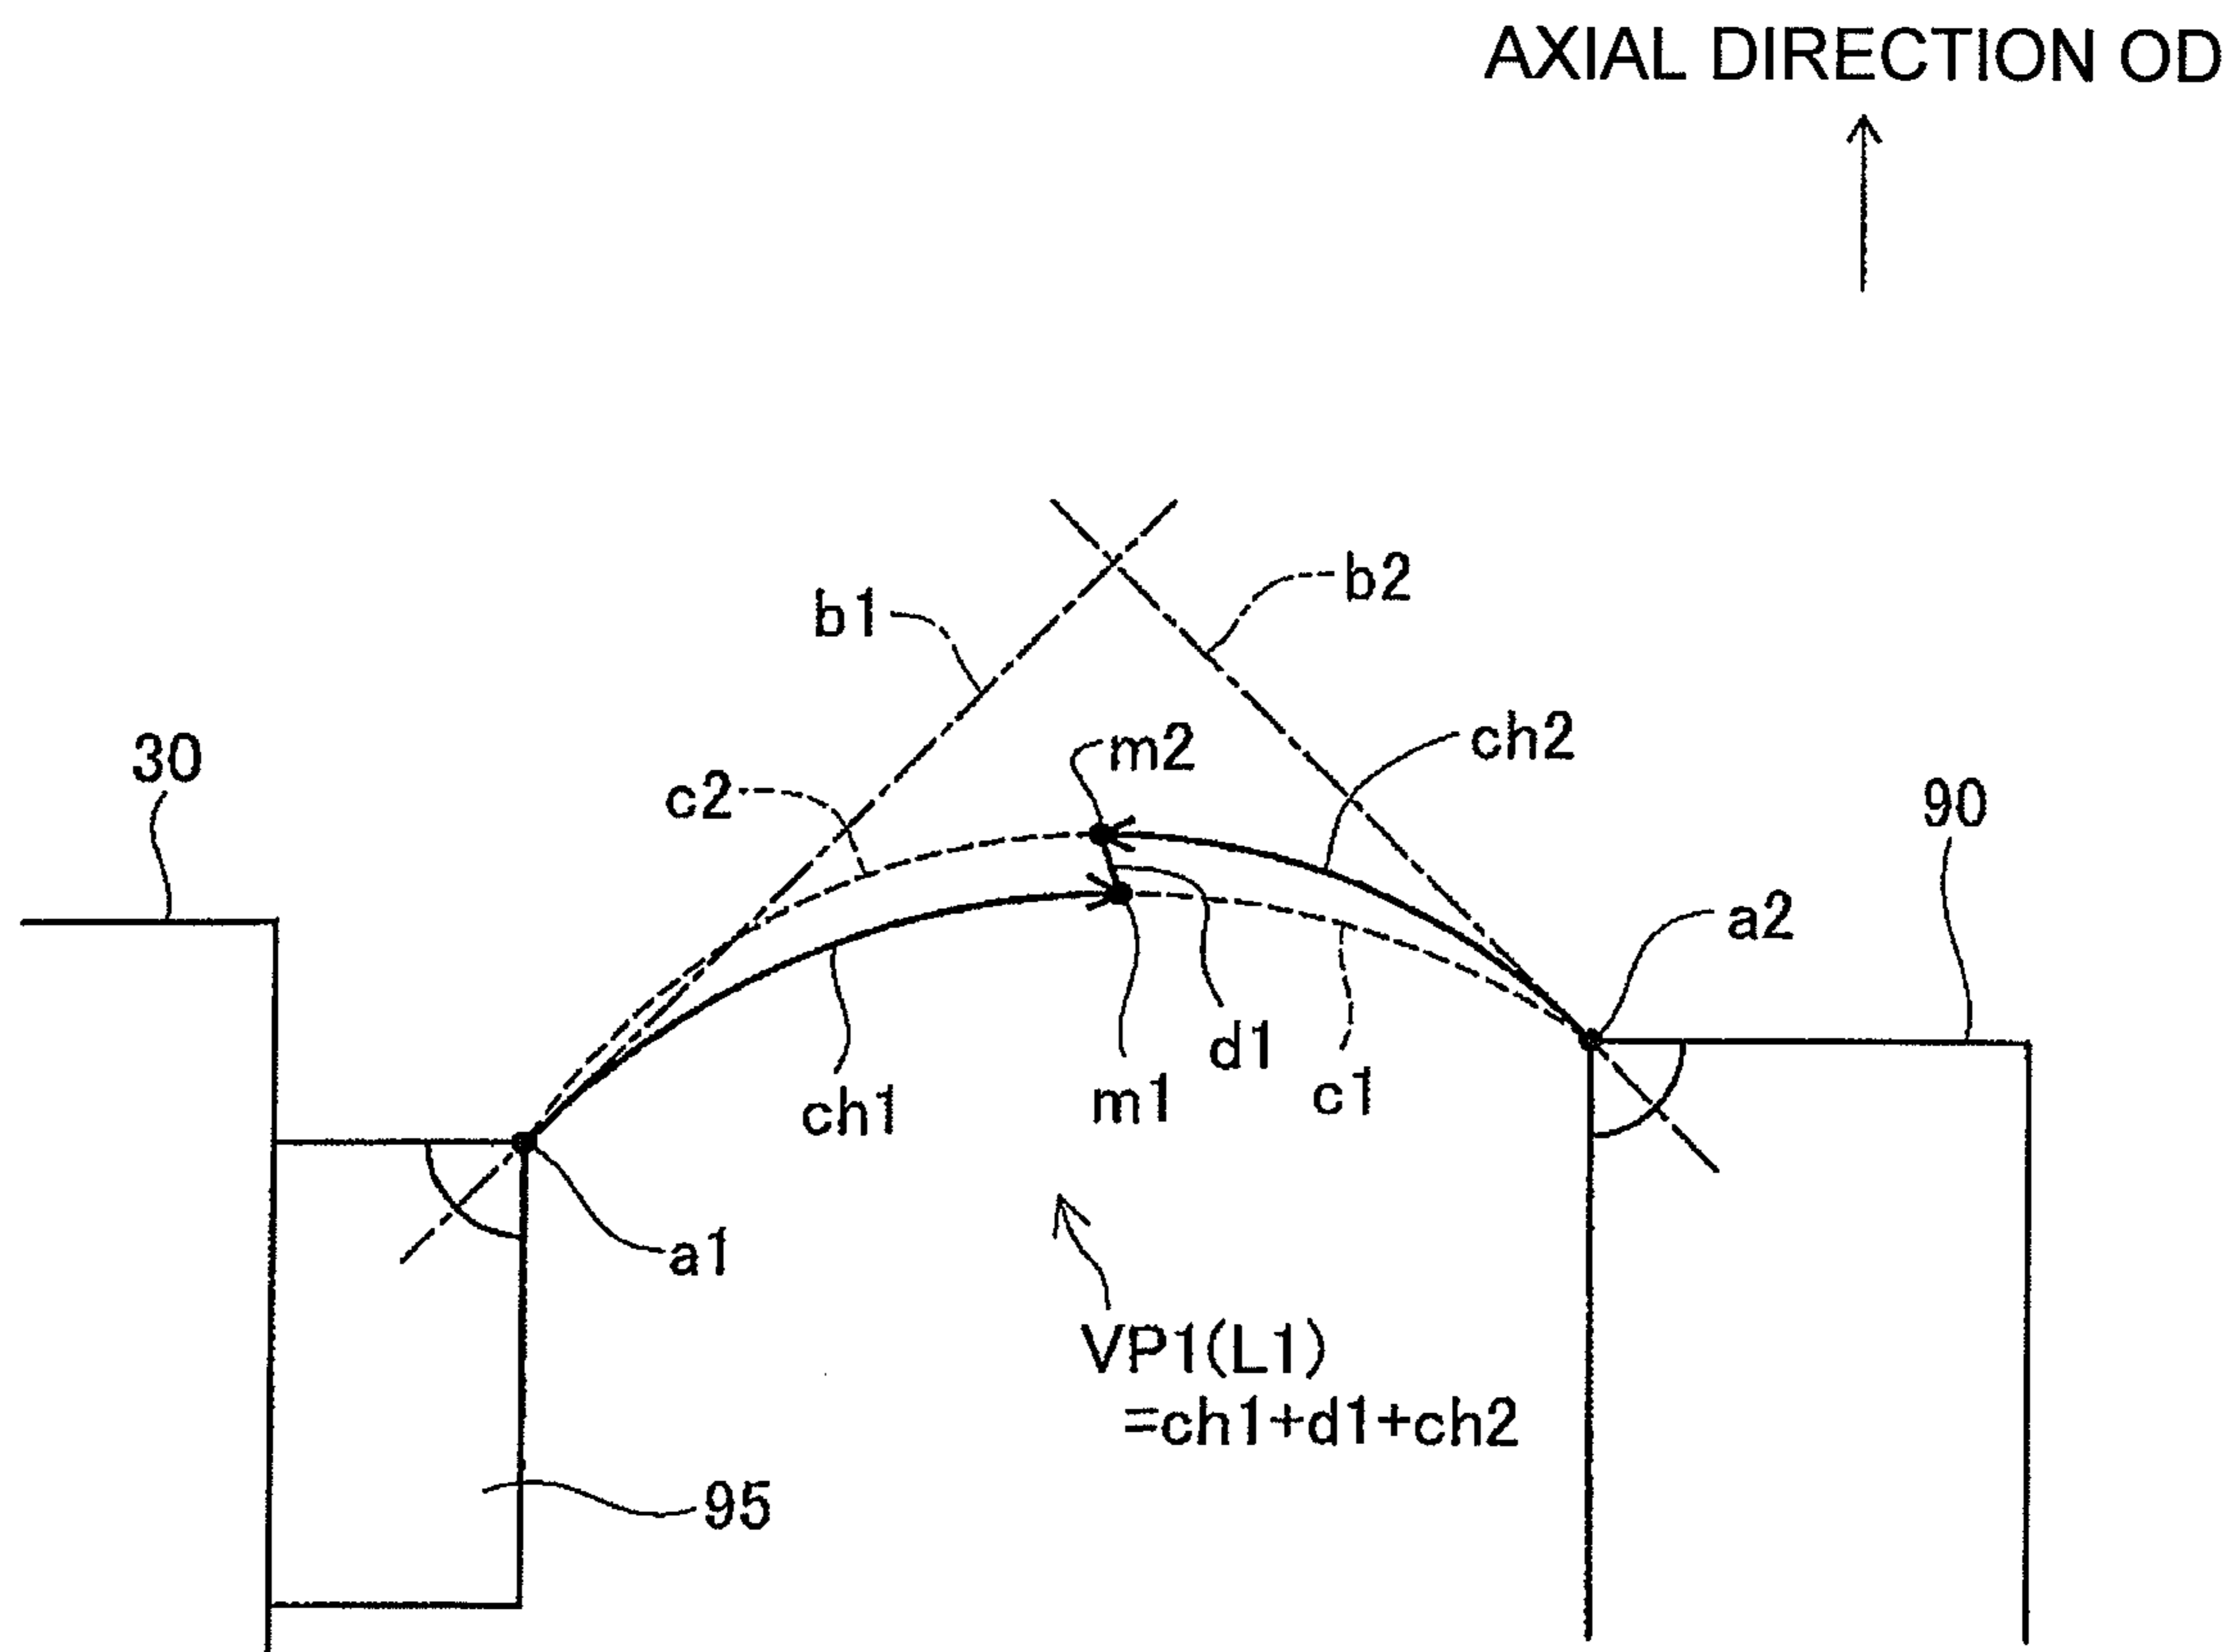 AXIAL DIRECTION OD
b1
b2
30
m2
ch2
c2
90
a2
d1
ch1
m1
c1
a1
VP1(L1)
=ch1+d1+ch2
95